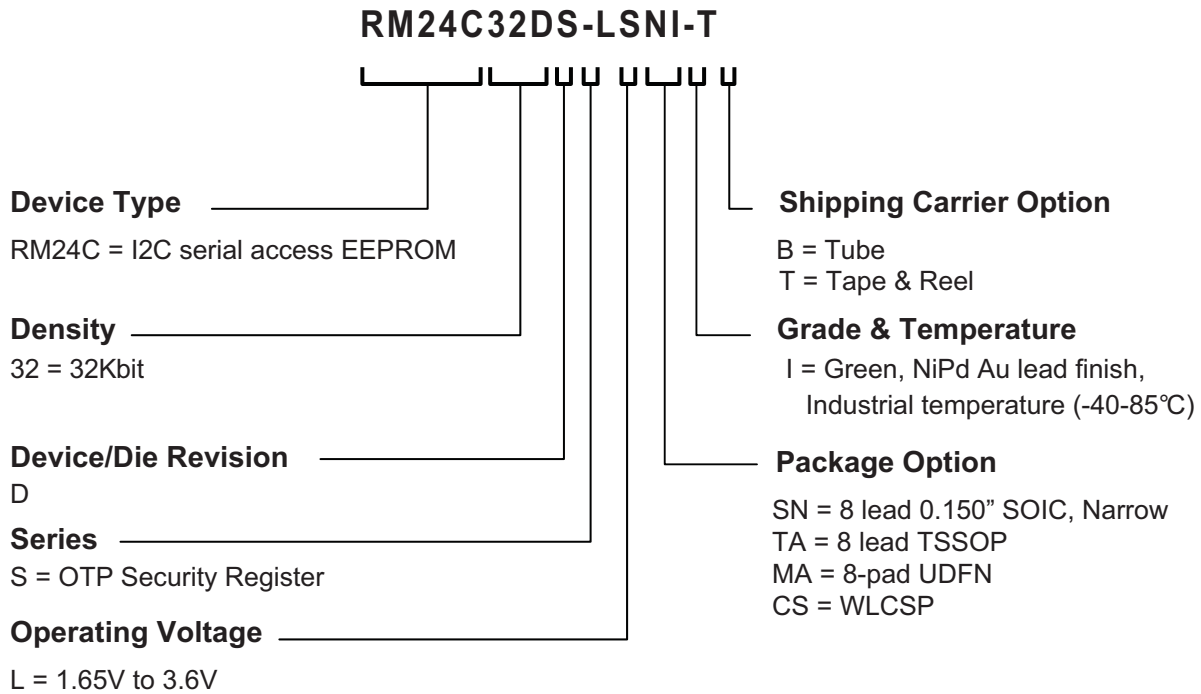 RM24C32DS-LSNI-T
Device Type
RM24C = I2C serial access EEPROM
Density
32 = 32Kbit
Device/Die Revision
D
Series
S = OTP Security Register
Operating Voltage
L = 1.65V to 3.6V
Shipping Carrier Option
B = Tube
T = Tape & Reel
Grade & Temperature
I = Green, NiPd Au lead finish,
Industrial temperature (-40-85℃)
Package Option
SN = 8 lead 0.150” SOIC, Narrow
TA = 8 lead TSSOP
MA = 8-pad UDFN
CS = WLCSP